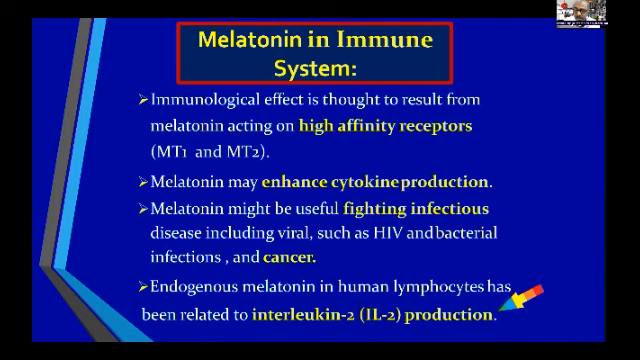 Melatonin in Immune
System:
➢Immunological effect is thought to result from
melatonin acting on high affinity receptors
(MT1 and MT2).
➢Melatonin may enhance cytokine production.
➢Melatonin might be useful fighting infectious
disease including viral, such as HIV and bacterial
infections , and cancer.
➢Endogenous melatonin in human lymphocytes has
been related to interleukin-2 (IL-2) production.